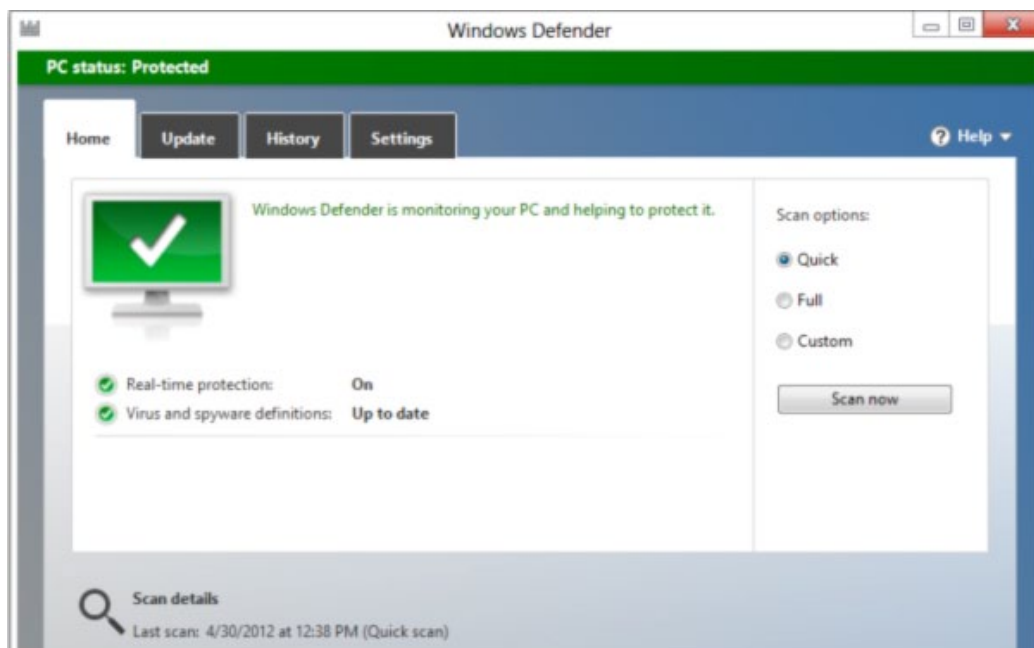 Windows Defender
PC status: Protected
Home Update History Settings Help
Windows Defender is monitoring your PC and helping to protect it.
Scan options:
Quick
Full
Custom
Scan now
Real-time protection: On
Virus and spyware definitions: Up to date
Scan details
Last scan: 4/30/2012 at 12:38 PM (Quick scan)